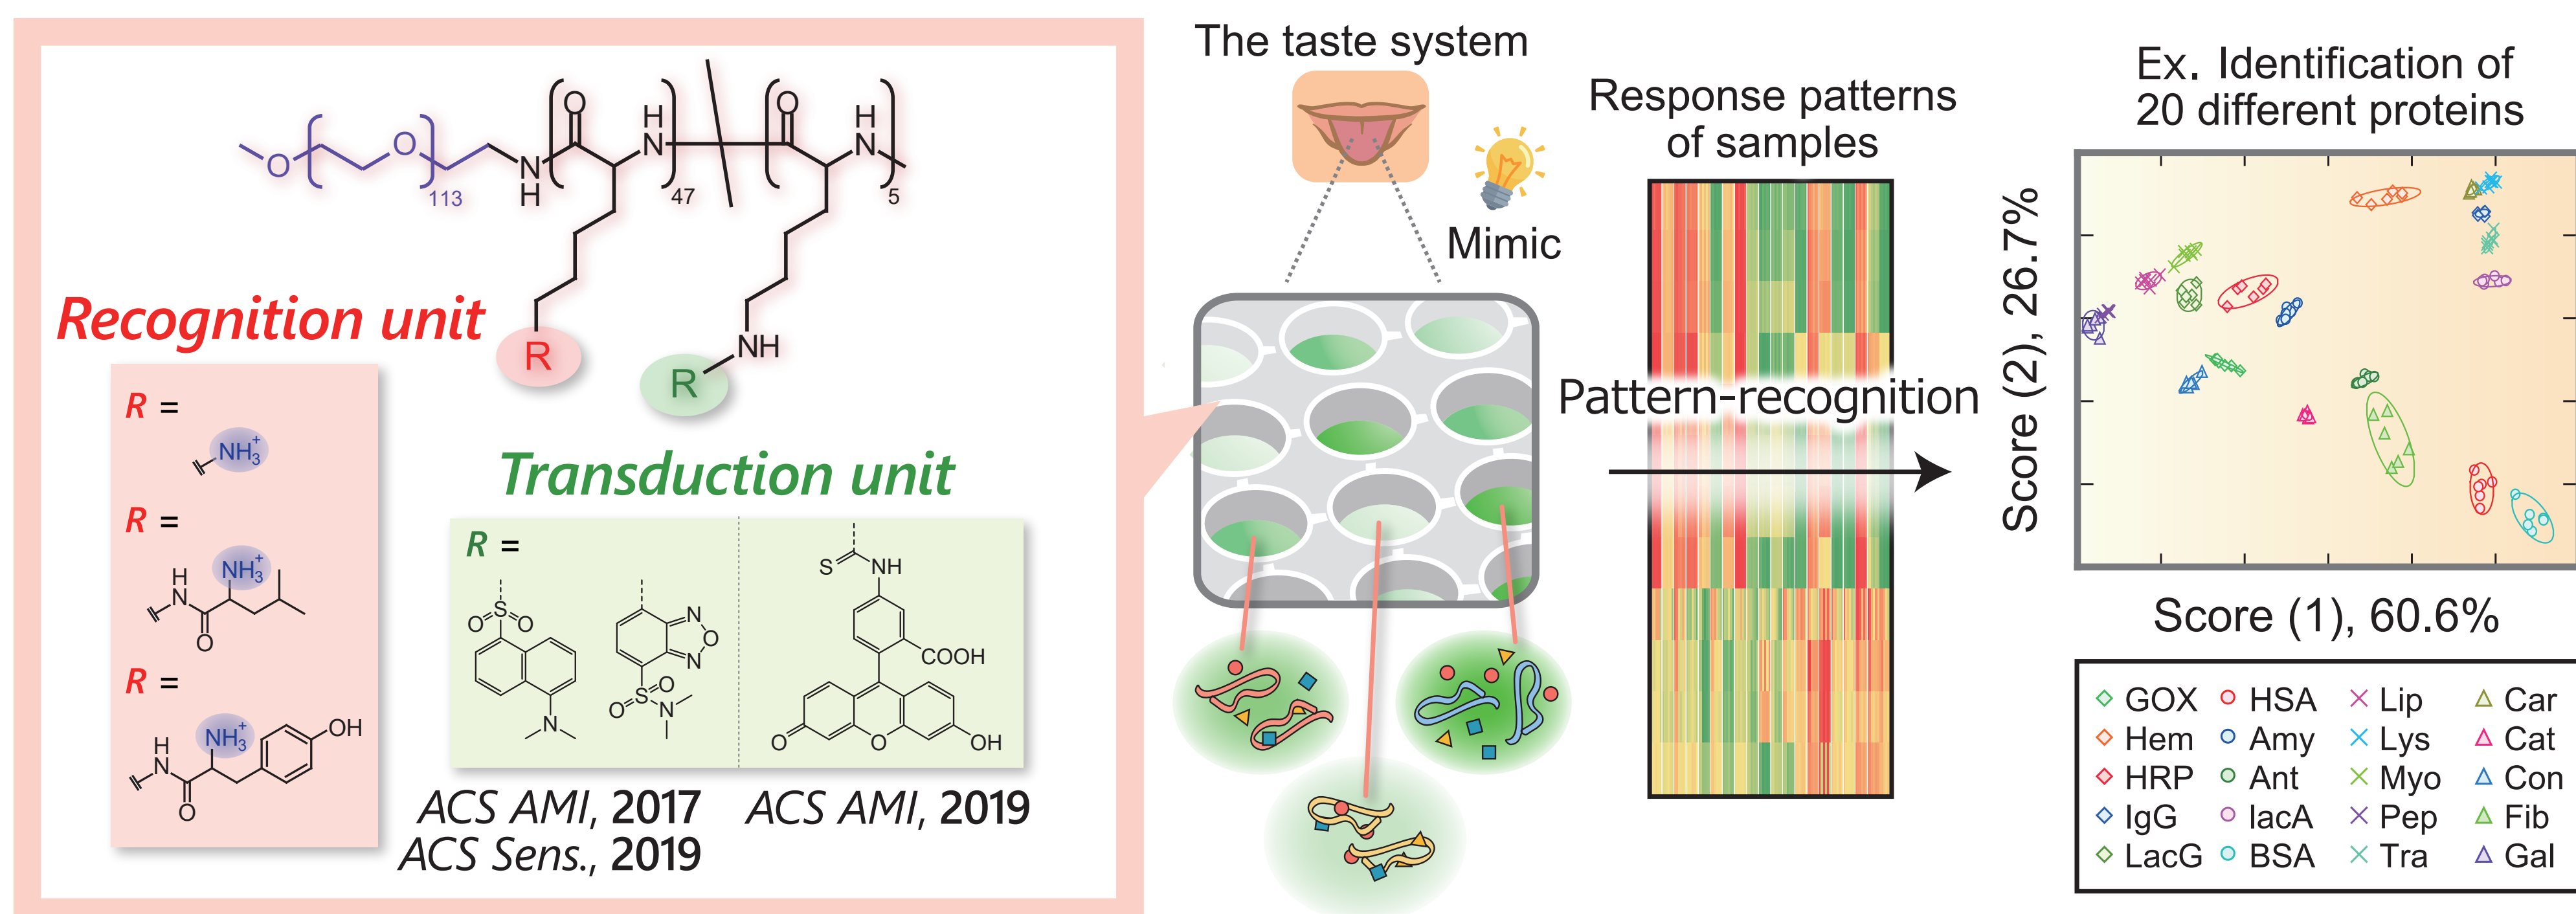 O
O
113
N
H
O
H
N
47
O
H
N
5
R
NH
R
Recognition unit
R =
NH3+
R =
H
N
O
NH3+
R =
H
N
O
NH3+
OH
Transduction unit
R =
O
S
O
N
N
O
N
O
S
O
N
S
NH
COOH
O
O
OH
ACS AMI, 2017
ACS Sens., 2019
ACS AMI, 2019
The taste system
Mimic
Response patterns
of samples
Pattern-recognition
Ex. Identification of
20 different proteins
Score (2), 26.7%
Score (1), 60.6%
GOX HSA Lip Car
Hem Amy Lys Cat
HRP Ant Myo Con
IgG lacA Pep Fib
LacG BSA Tra Gal